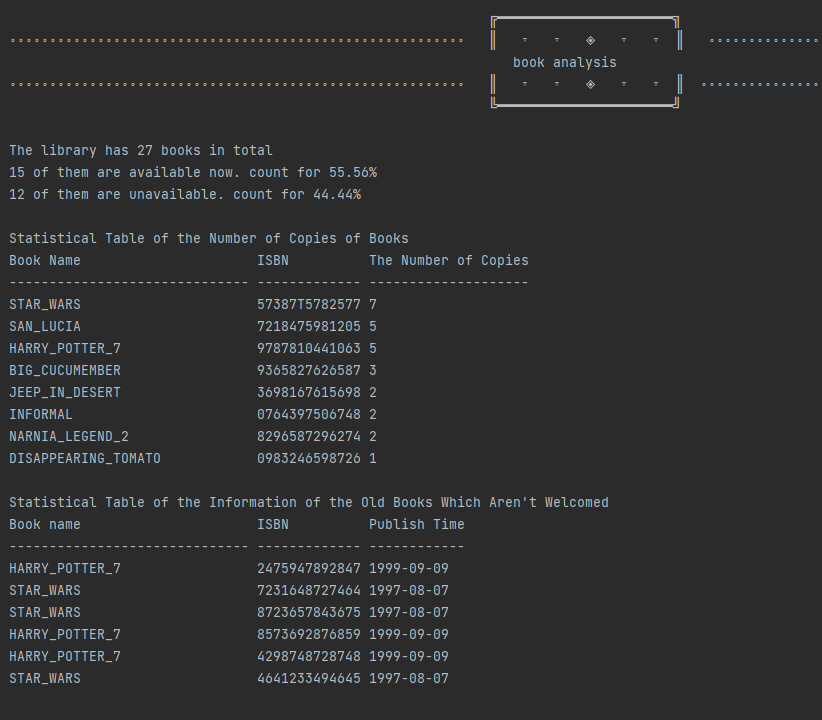 book analysis
The library has 27 books in total
15 of them are available now. count for 55.56%
12 of them are unavailable. count for 44.44%
Statistical Table of the Number of Copies of Books
Book Name ISBN The Number of Copies
------------------------------ ------------- --------------------
STAR_WARS 57387T5782577 7
SAN_LUCIA 7218475981205 5
HARRY_POTTER_7 9787810441063 5
BIG_CUCUMEMBER 9365827626587 3
JEEP_IN_DESERT 3698167615698 2
INFORMAL 0764397506748 2
NARNIA_LEGEND_2 8296587296274 2
DISAPPEARING_TOMATO 0983246598726 1
Statistical Table of the Information of the Old Books Which Aren't Welcomed
Book name ISBN Publish Time
------------------------------ ------------- ------------
HARRY_POTTER_7 2475947892847 1999-09-09
STAR_WARS 7231648727464 1997-08-07
STAR_WARS 8723657843675 1997-08-07
HARRY_POTTER_7 8573692876859 1999-09-09
HARRY_POTTER_7 4298748728748 1999-09-09
STAR_WARS 4641233494645 1997-08-07